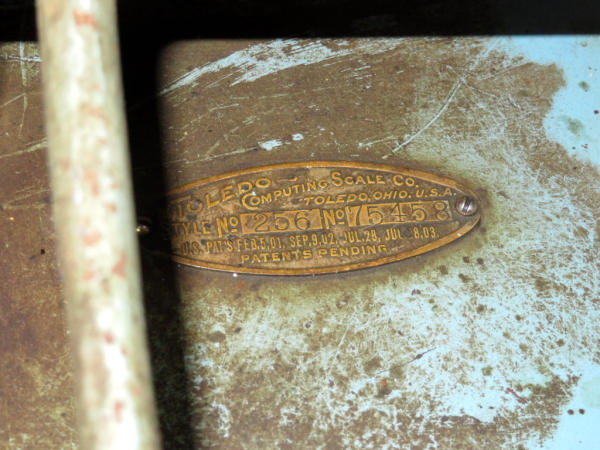 TOLEDO COMPUTING SCALE CO.
TOLEDO, OHIO. U.S.A.
STYLE NO 256 NO 75458
U.S. PAT'S FEB.5,01, SEP.9,02, JUL.28, JUL 8,03.
PATENTS PENDING.